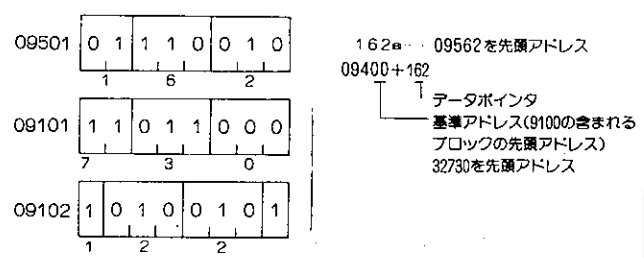 09501 0 1 1 1 0 0 1 0
1 6 2
1628… 09562を先頭アドレス
09400+162
データポインタ
基準アドレス(9100の含まれる
ブロックの先頭アドレス)
32730を先頭アドレス
09101 1 1 0 1 1 0 0 0
7 3 0
09102 1 0 1 0 0 1 0 1
1 2 2